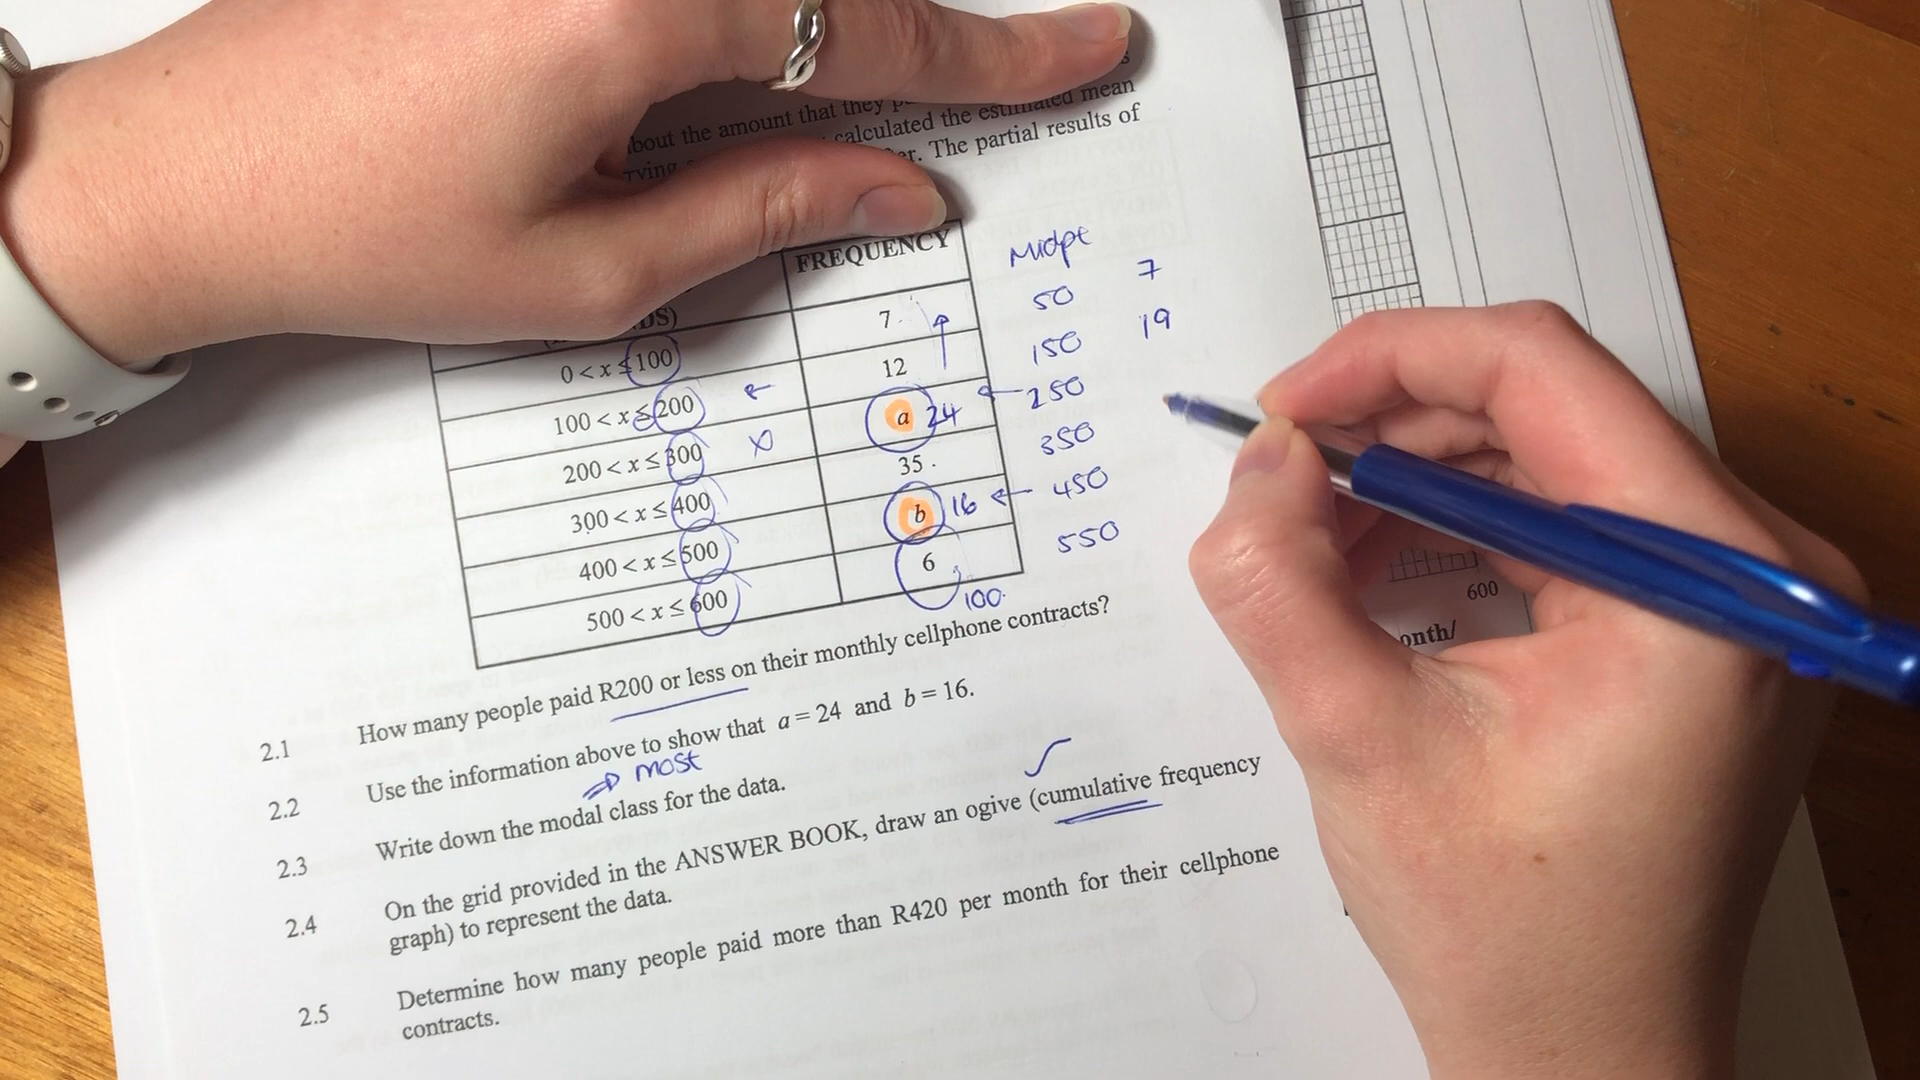 about the amount that they
calculated the estimated mean
The partial results of
FREQUENCY Midpt
7 50 7
0 < x ≤ 100 12 150 19
100 < x ≤ 200 a 24 250
200 < x ≤ 300 35 350
300 < x ≤ 400 b 16 450
400 < x ≤ 500 6 550
500 < x ≤ 600 100
600
onth/
2.1 How many people paid R200 or less on their monthly cellphone contracts?
2.2 Use the information above to show that a = 24 and b = 16.
most
2.3 Write down the modal class for the data.
2.4 On the grid provided in the ANSWER BOOK, draw an ogive (cumulative frequency
graph) to represent the data.
2.5 Determine how many people paid more than R420 per month for their cellphone
contracts.